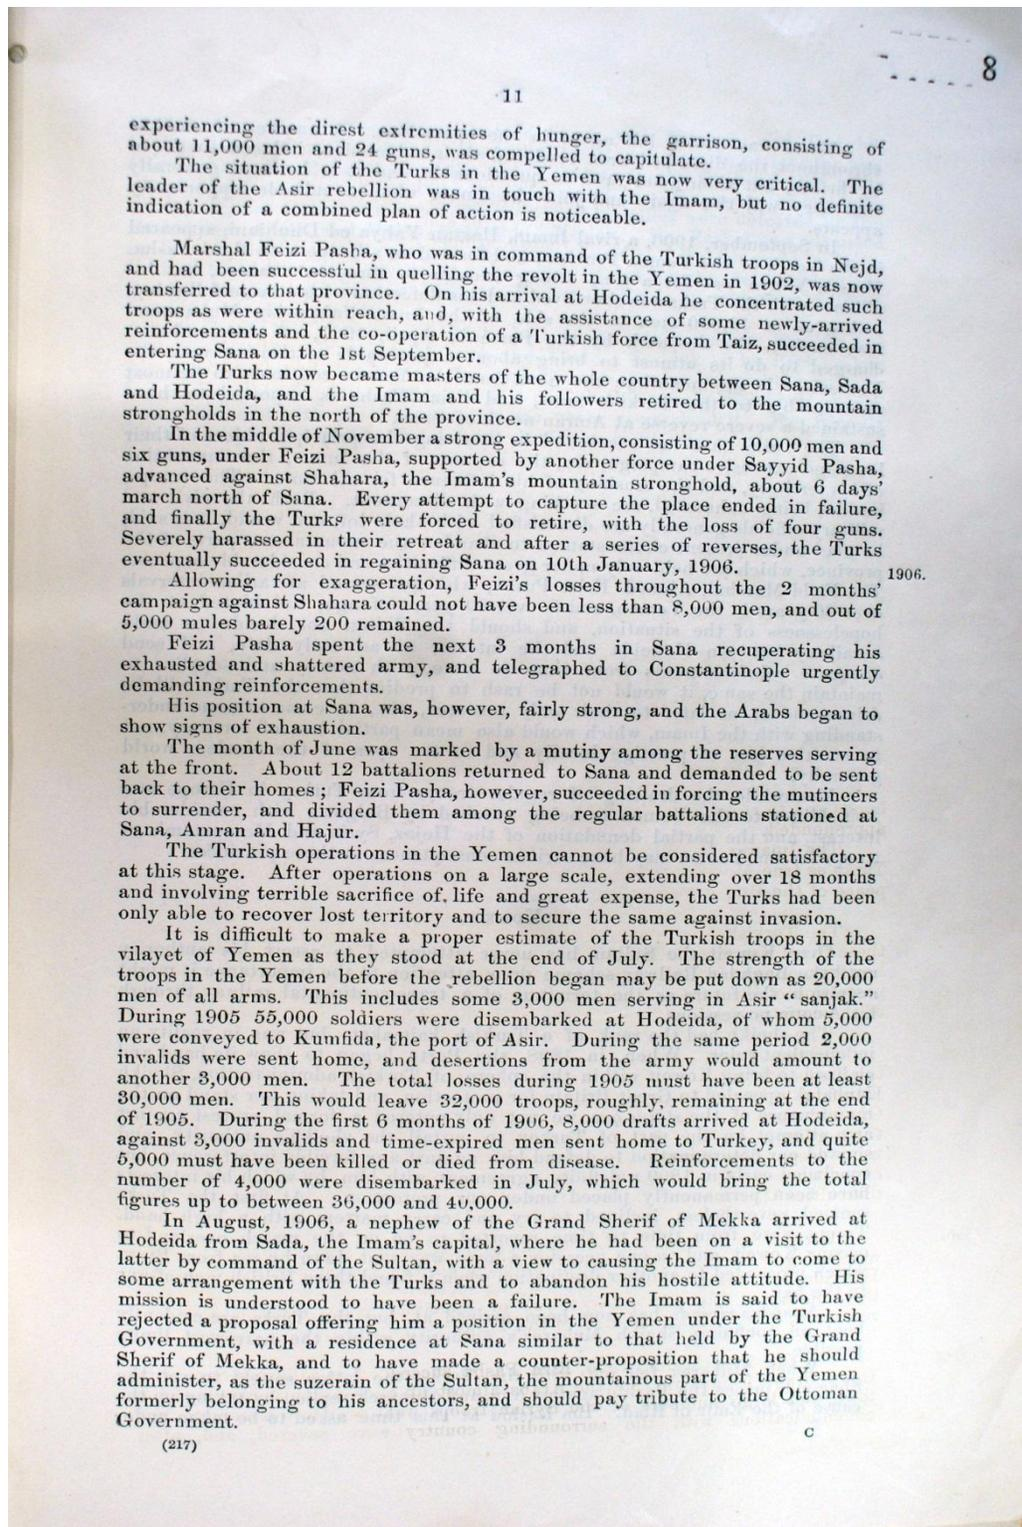 8
11
experiencing the direst extremities of hunger, the garrison, consisting of
about 11,000 men and 24 guns, was compelled to capitulate.
The situation of the Turks in the Yemen was now very critical. The
leader of the Asir rebellion was in touch with the Imam, but no definite
indication of a combined plan of action is noticeable.
Marshal Feizi Pasha, who was in command of the Turkish troops in Nejd,
and had been successful in quelling the revolt in the Yemen in 1902, was now
transferred to that province. On his arrival at Hodeida he concentrated such
troops as were within reach, and, with the assistance of some newly-arrived
reinforcements and the co-operation of a Turkish force from Taiz, succeeded in
entering Sana on the 1st September.
The Turks now became masters of the whole country between Sana, Sada
and Hodeida, and the Imam and his followers retired to the mountain
strongholds in the north of the province.
In the middle of November a strong expedition, consisting of 10,000 men and
six guns, under Feizi Pasha, supported by another force under Sayyid Pasha,
advanced against Shahara, the Imam's mountain stronghold, about 6 days'
march north of Sana. Every attempt to capture the place ended in failure,
and finally the Turks were forced to retire, with the loss of four guns.
Severely harassed in their retreat and after a series of reverses, the Turks
eventually succeeded in regaining Sana on 10th January, 1906.
1906.
Allowing for exaggeration, Feizi's losses throughout the 2 months'
campaign against Shahara could not have been less than 8,000 men, and out of
5,000 mules barely 200 remained.
Feizi Pasha spent the next 3 months in Sana recuperating his
exhausted and shattered army, and telegraphed to Constantinople urgently
demanding reinforcements.
His position at Sana was, however, fairly strong, and the Arabs began to
show signs of exhaustion.
The month of June was marked by a mutiny among the reserves serving
at the front. About 12 battalions returned to Sana and demanded to be sent
back to their homes ; Feizi Pasha, however, succeeded in forcing the mutineers
to surrender, and divided them among the regular battalions stationed at
Sana, Amran and Hajur.
The Turkish operations in the Yemen cannot be considered satisfactory
at this stage. After operations on a large scale, extending over 18 months
and involving terrible sacrifice of life and great expense, the Turks had been
only able to recover lost territory and to secure the same against invasion.
It is difficult to make a proper estimate of the Turkish troops in the
vilayet of Yemen as they stood at the end of July. The strength of the
troops in the Yemen before the rebellion began may be put down as 20,000
men of all arms. This includes some 3,000 men serving in Asir " sanjak."
During 1905 55,000 soldiers were disembarked at Hodeida, of whom 5,000
were conveyed to Kumfida, the port of Asir. During the same period 2,000
invalids were sent home, and desertions from the army would amount to
another 3,000 men. The total losses during 1905 must have been at least
30,000 men. This would leave 32,000 troops, roughly, remaining at the end
of 1905. During the first 6 months of 1906, 8,000 drafts arrived at Hodeida,
against 3,000 invalids and time-expired men sent home to Turkey, and quite
5,000 must have been killed or died from disease. Reinforcements to the
number of 4,000 were disembarked in July, which would bring the total
figures up to between 36,000 and 40,000.
In August, 1906, a nephew of the Grand Sherif of Mekka arrived at
Hodeida from Sada, the Imam's capital, where he had been on a visit to the
latter by command of the Sultan, with a view to causing the Imam to come to
some arrangement with the Turks and to abandon his hostile attitude. His
mission is understood to have been a failure. The Imam is said to have
rejected a proposal offering him a position in the Yemen under the Turkish
Government, with a residence at Sana similar to that held by the Grand
Sherif of Mekka, and to have made a counter-proposition that he should
administer, as the suzerain of the Sultan, the mountainous part of the Yemen
formerly belonging to his ancestors, and should pay tribute to the Ottoman
Government.
(217)
C